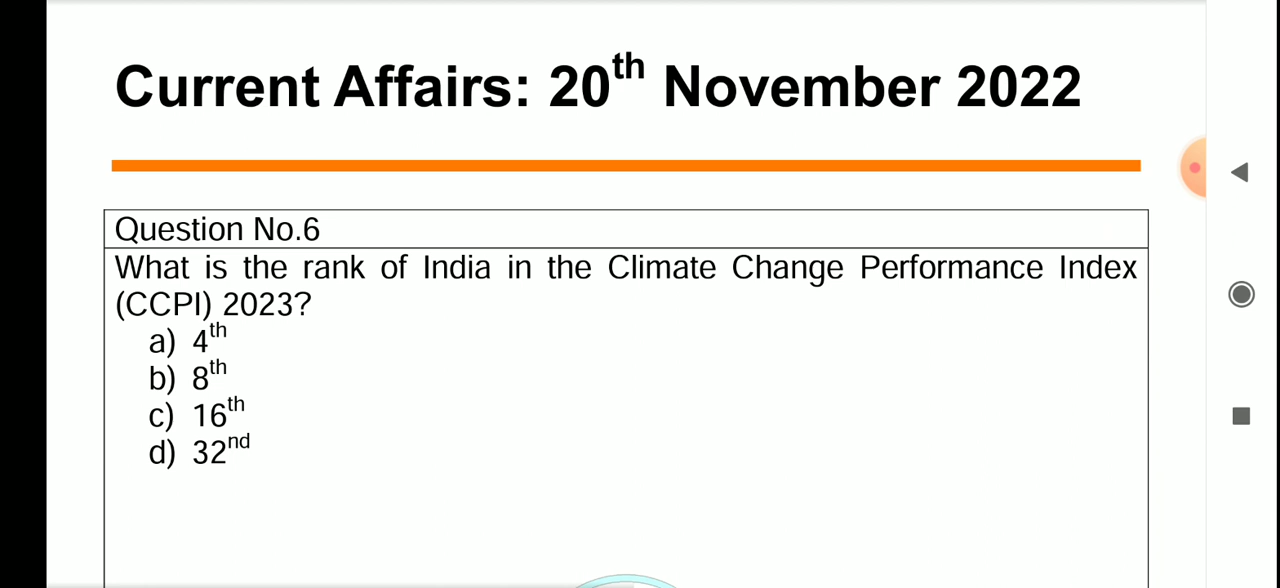 Current Affairs: 20th November 2022
Question No.6
What is the rank of India in the Climate Change Performance Index
(CCPI) 2023?
a) 4th
b) 8th
c) 16th
d) 32nd